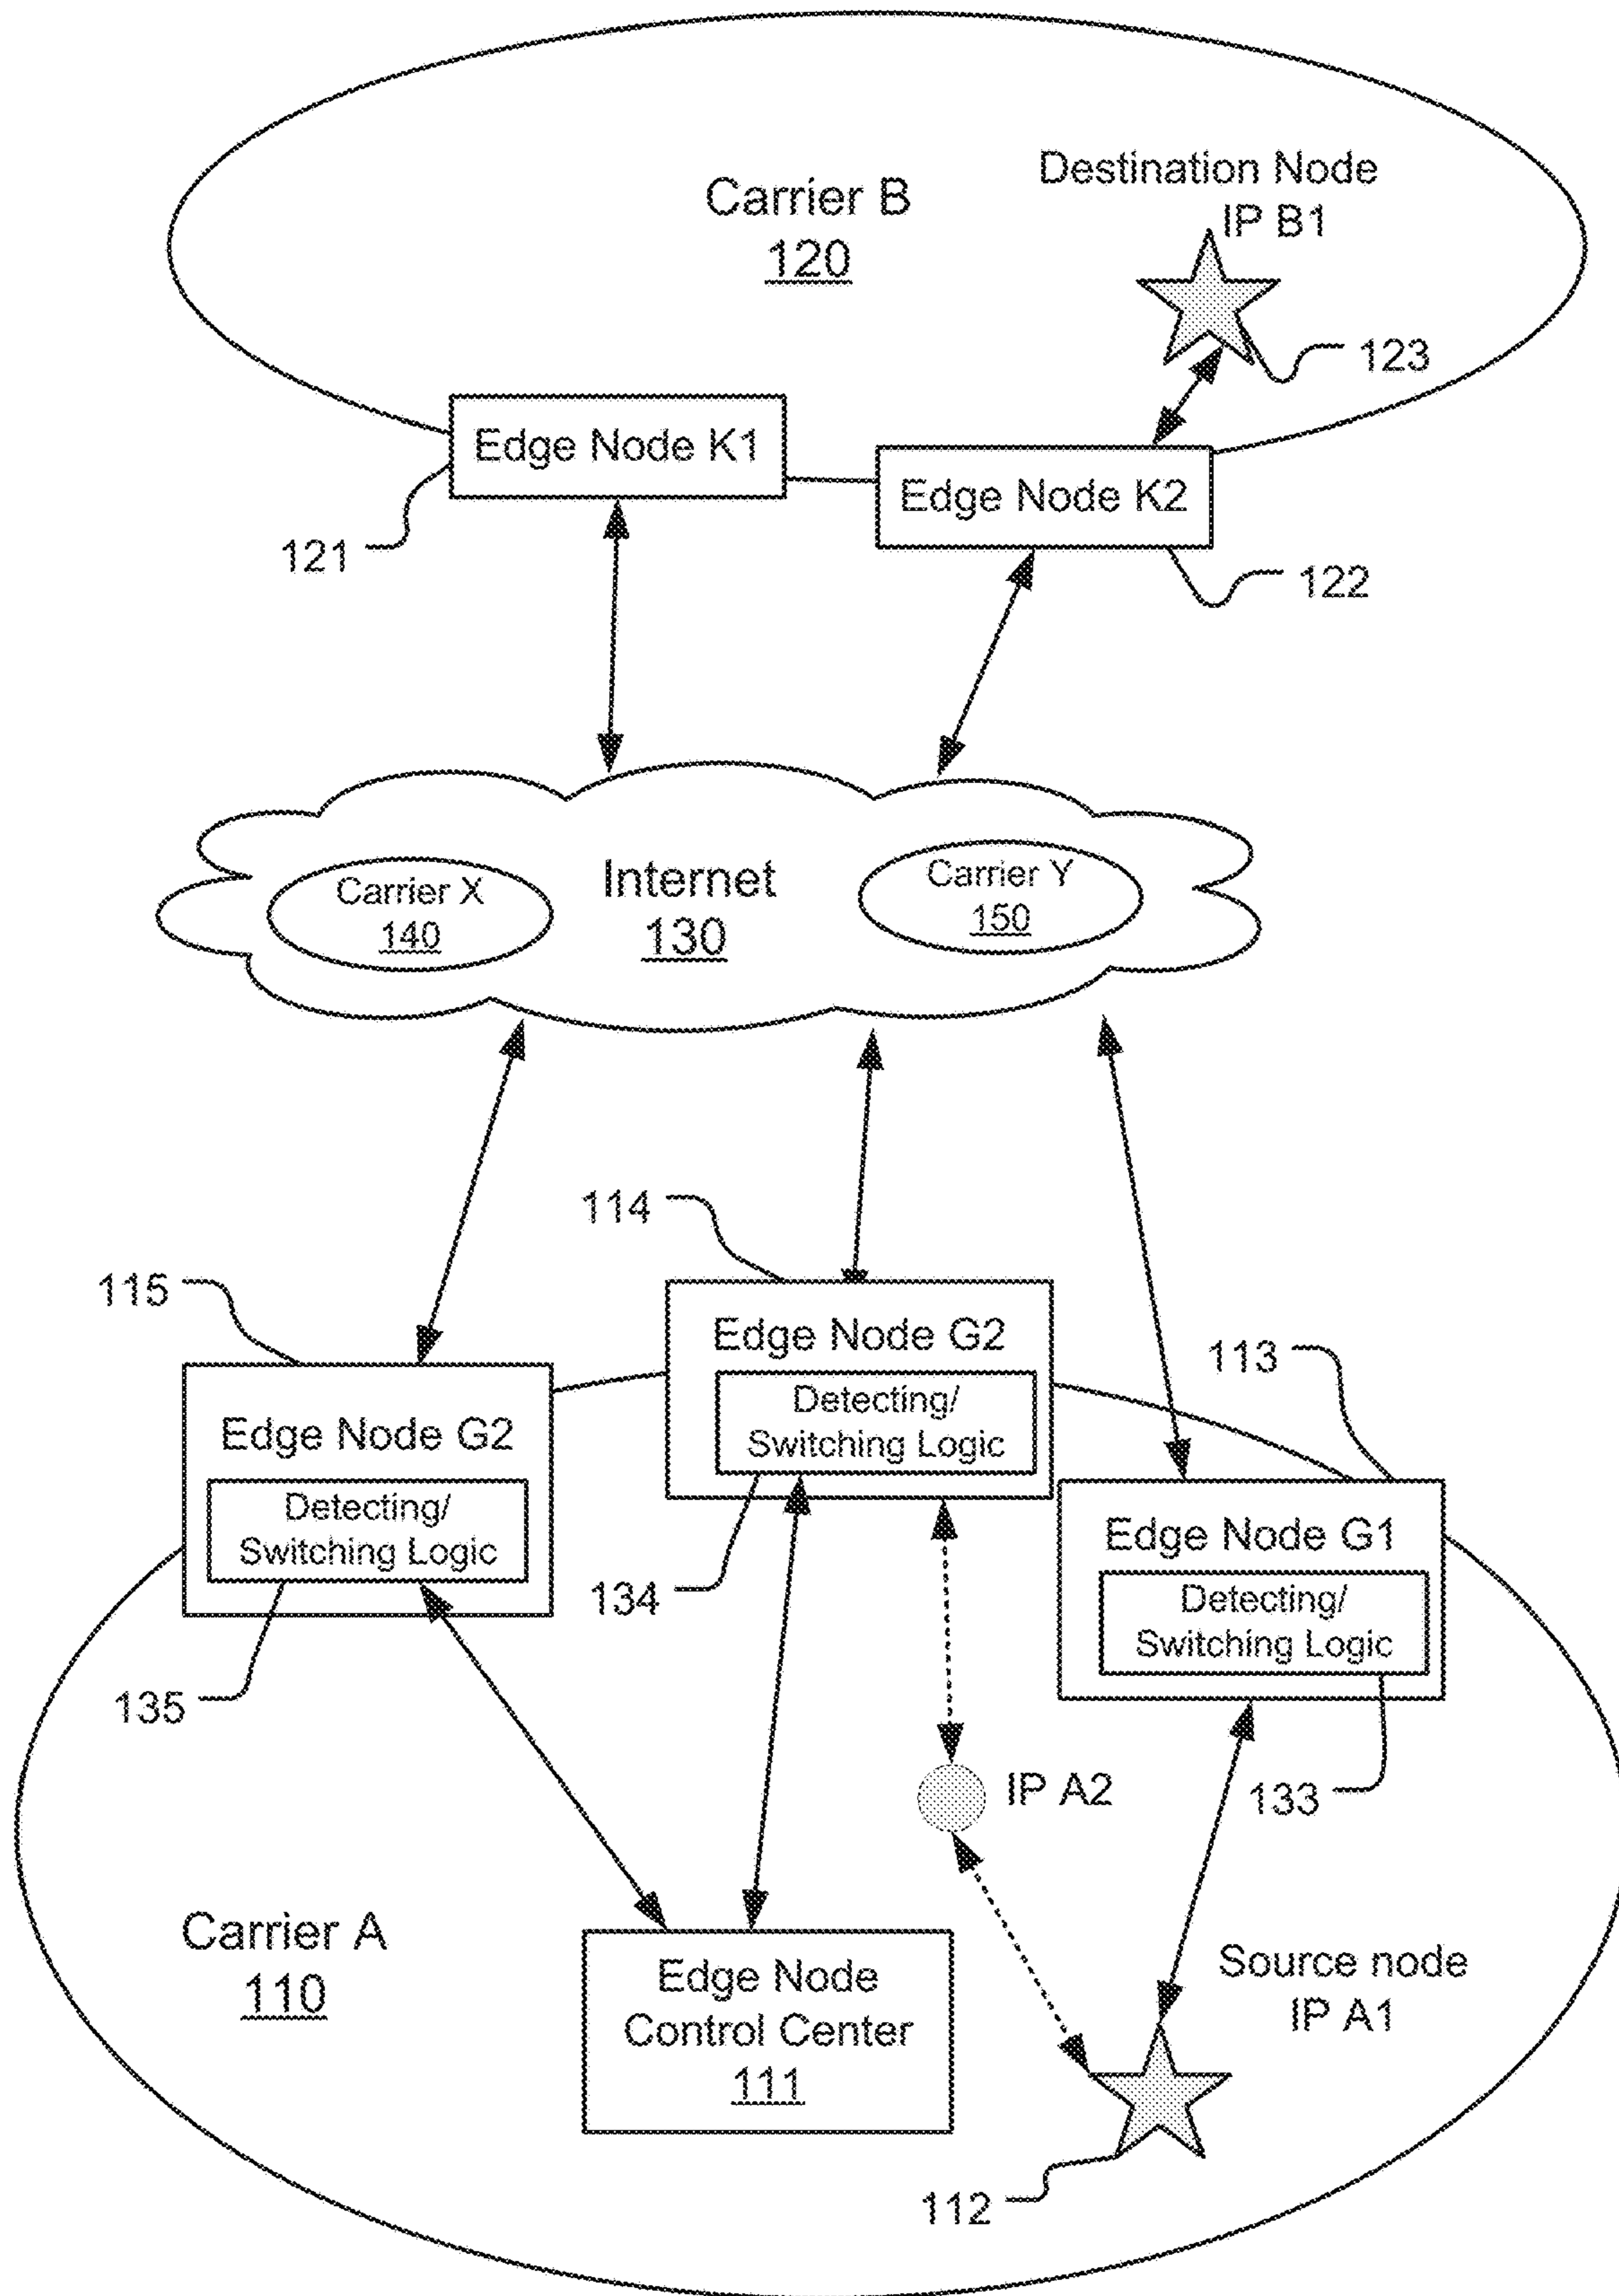 Destination Node
IP B1
Carrier B
120
123
Edge Node K1
Edge Node K2
121
122
Internet
130
Carrier X
140
Carrier Y
150
114
115
113
Edge Node G2
Detecting/
Switching Logic
Edge Node G2
Detecting/
Switching Logic
Edge Node G1
Detecting/
Switching Logic
134
135
133
IP A2
Carrier A
110
Edge Node
Control Center
111
Source node
IP A1
112